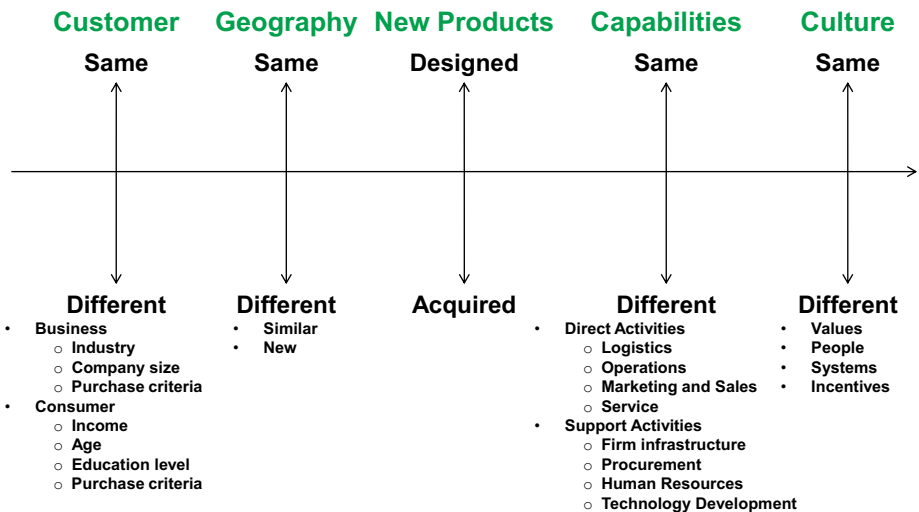 Customer Geography New Products Capabilities Culture
Same Same Designed Same Same
Different Different Acquired Different Different
• Business
o Industry
o Company size
o Purchase criteria
• Consumer
o Income
o Age
o Education level
o Purchase criteria
• Similar
• New
• Direct Activities
o Logistics
o Operations
o Marketing and Sales
o Service
• Support Activities
o Firm infrastructure
o Procurement
o Human Resources
o Technology Development
• Values
• People
• Systems
• Incentives